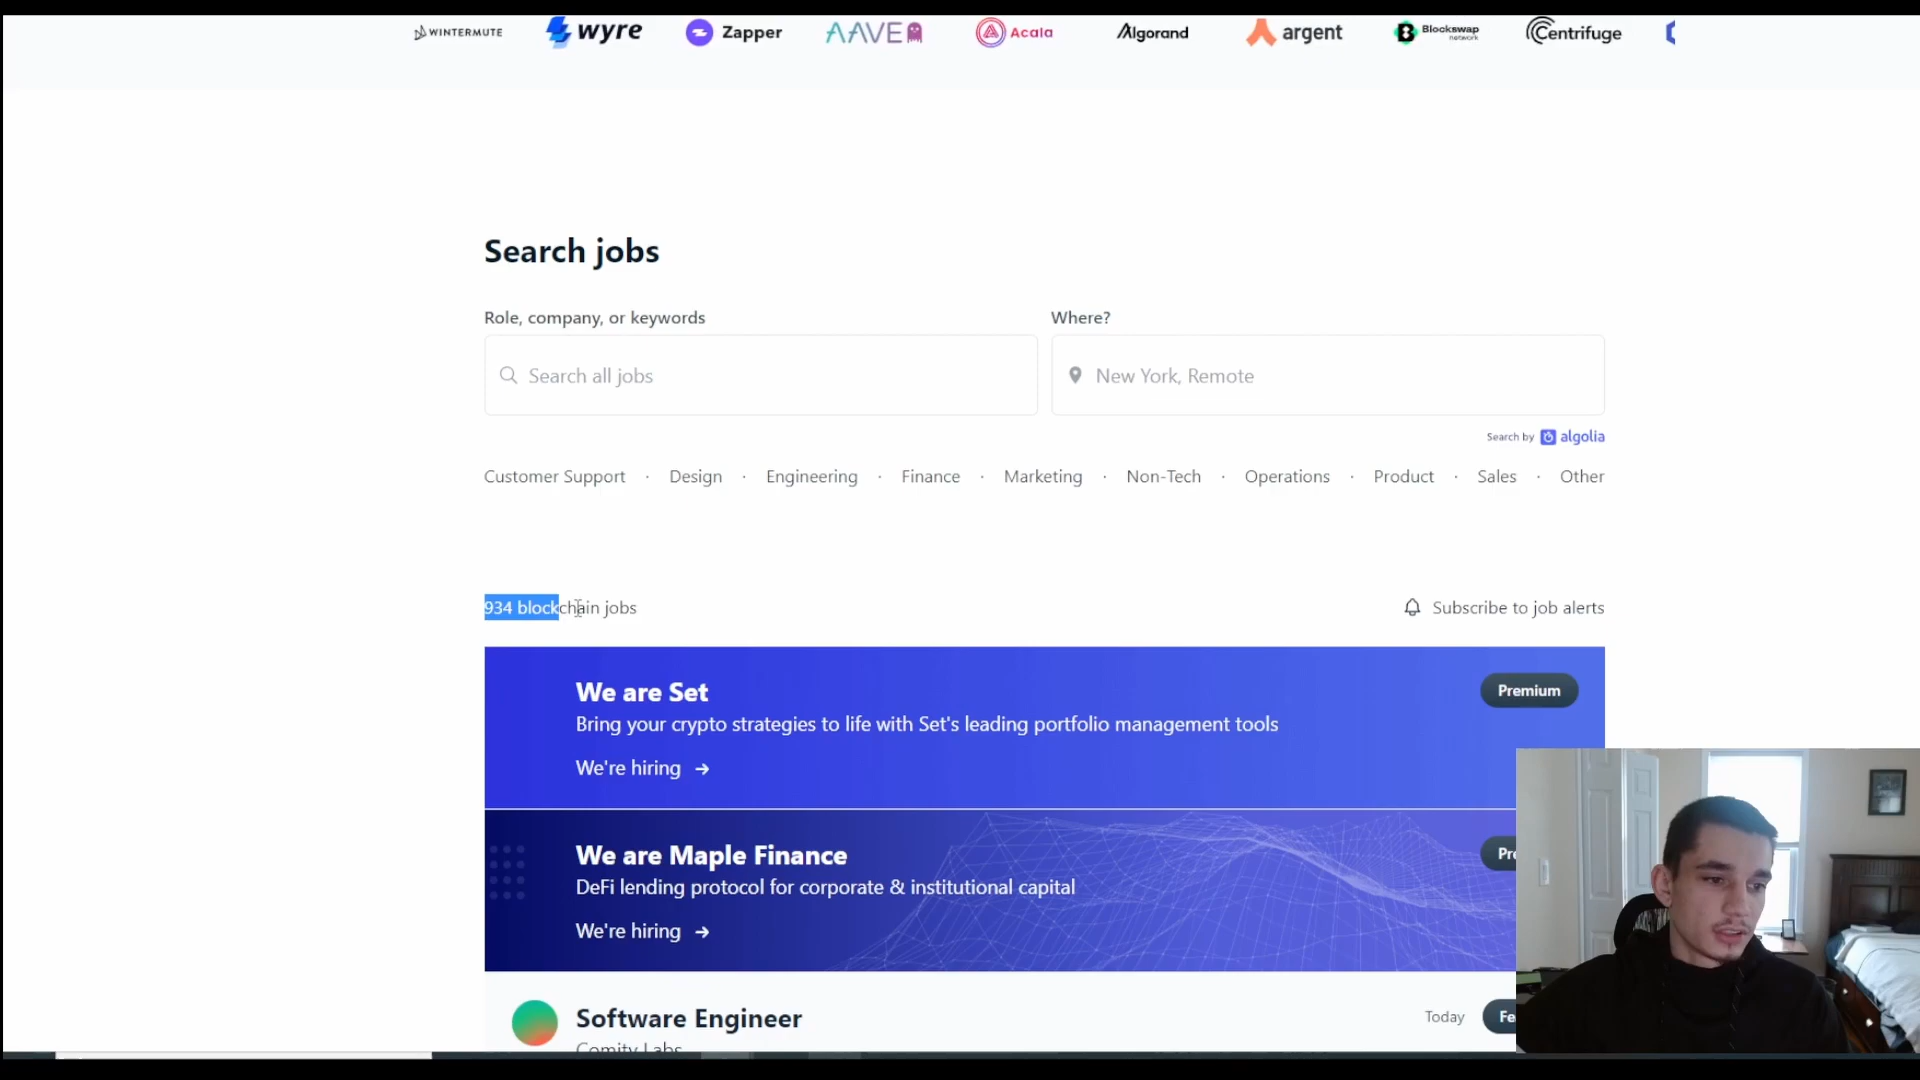 WINTERMUTE wyre Zapper AAVE Acala Algorand argent Blockswap network Centrifuge
Search jobs
Role, company, or keywords Where?
Search all jobs New York, Remote
Search by algolia
Customer Support · Design · Engineering · Finance · Marketing · Non-Tech · Operations · Product · Sales · Other
934 blockchain jobs Subscribe to job alerts
We are Set Premium
Bring your crypto strategies to life with Set's leading portfolio management tools
We're hiring →
We are Maple Finance Pre
DeFi lending protocol for corporate & institutional capital
We're hiring →
Software Engineer Today Fe
Comity Labs